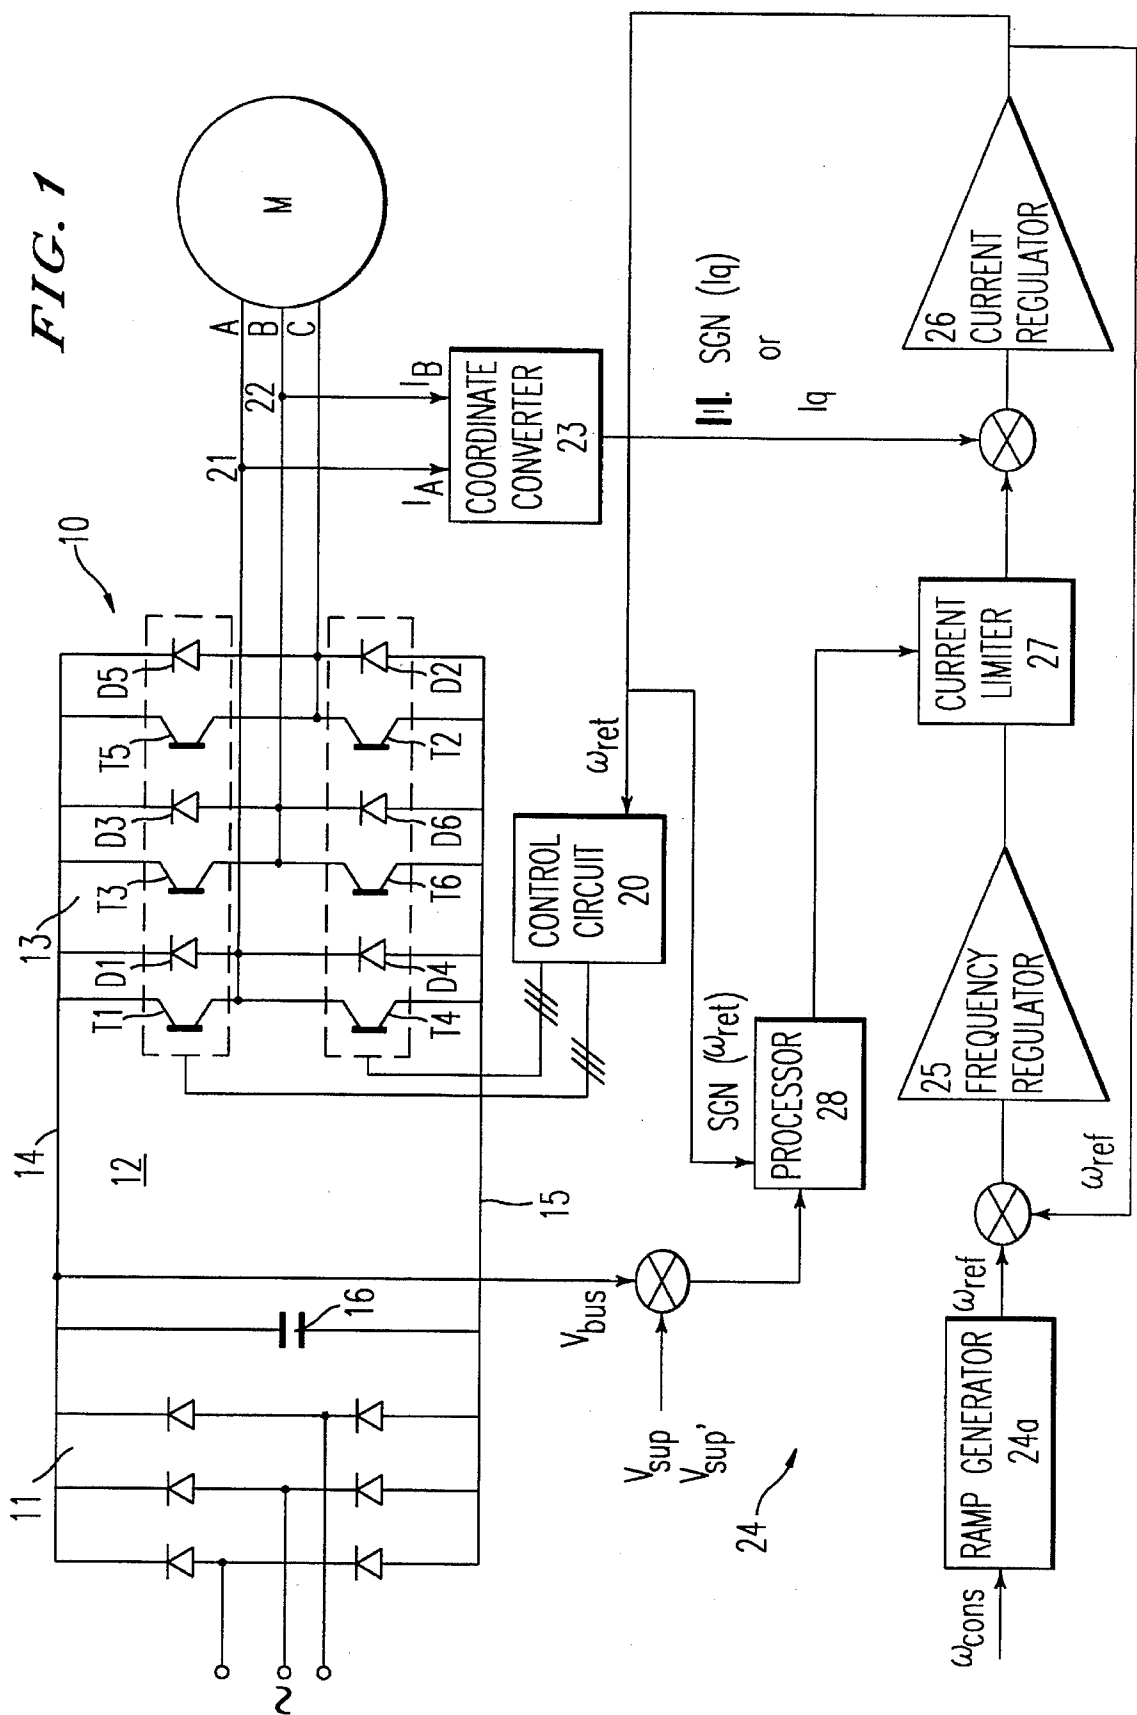 FIG. 1
10
11
12
13
14
15
16
~
T1
D1
T3
D3
T5
D5
T4
D4
T6
D6
T2
D2
A
B
C
M
21
22
I_A
I_B
COORDINATE
CONVERTER
23
CONTROL
CIRCUIT
20
ω_ret
V_bus
V_sup
V_sup'
SGN (ω_ret)
PROCESSOR
28
|I|. SGN (Iq)
or
Iq
24
ω_cons
RAMP GENERATOR
24a
ω_ref
ω_ref
25
FREQUENCY
REGULATOR
CURRENT
LIMITER
27
26
CURRENT
REGULATOR